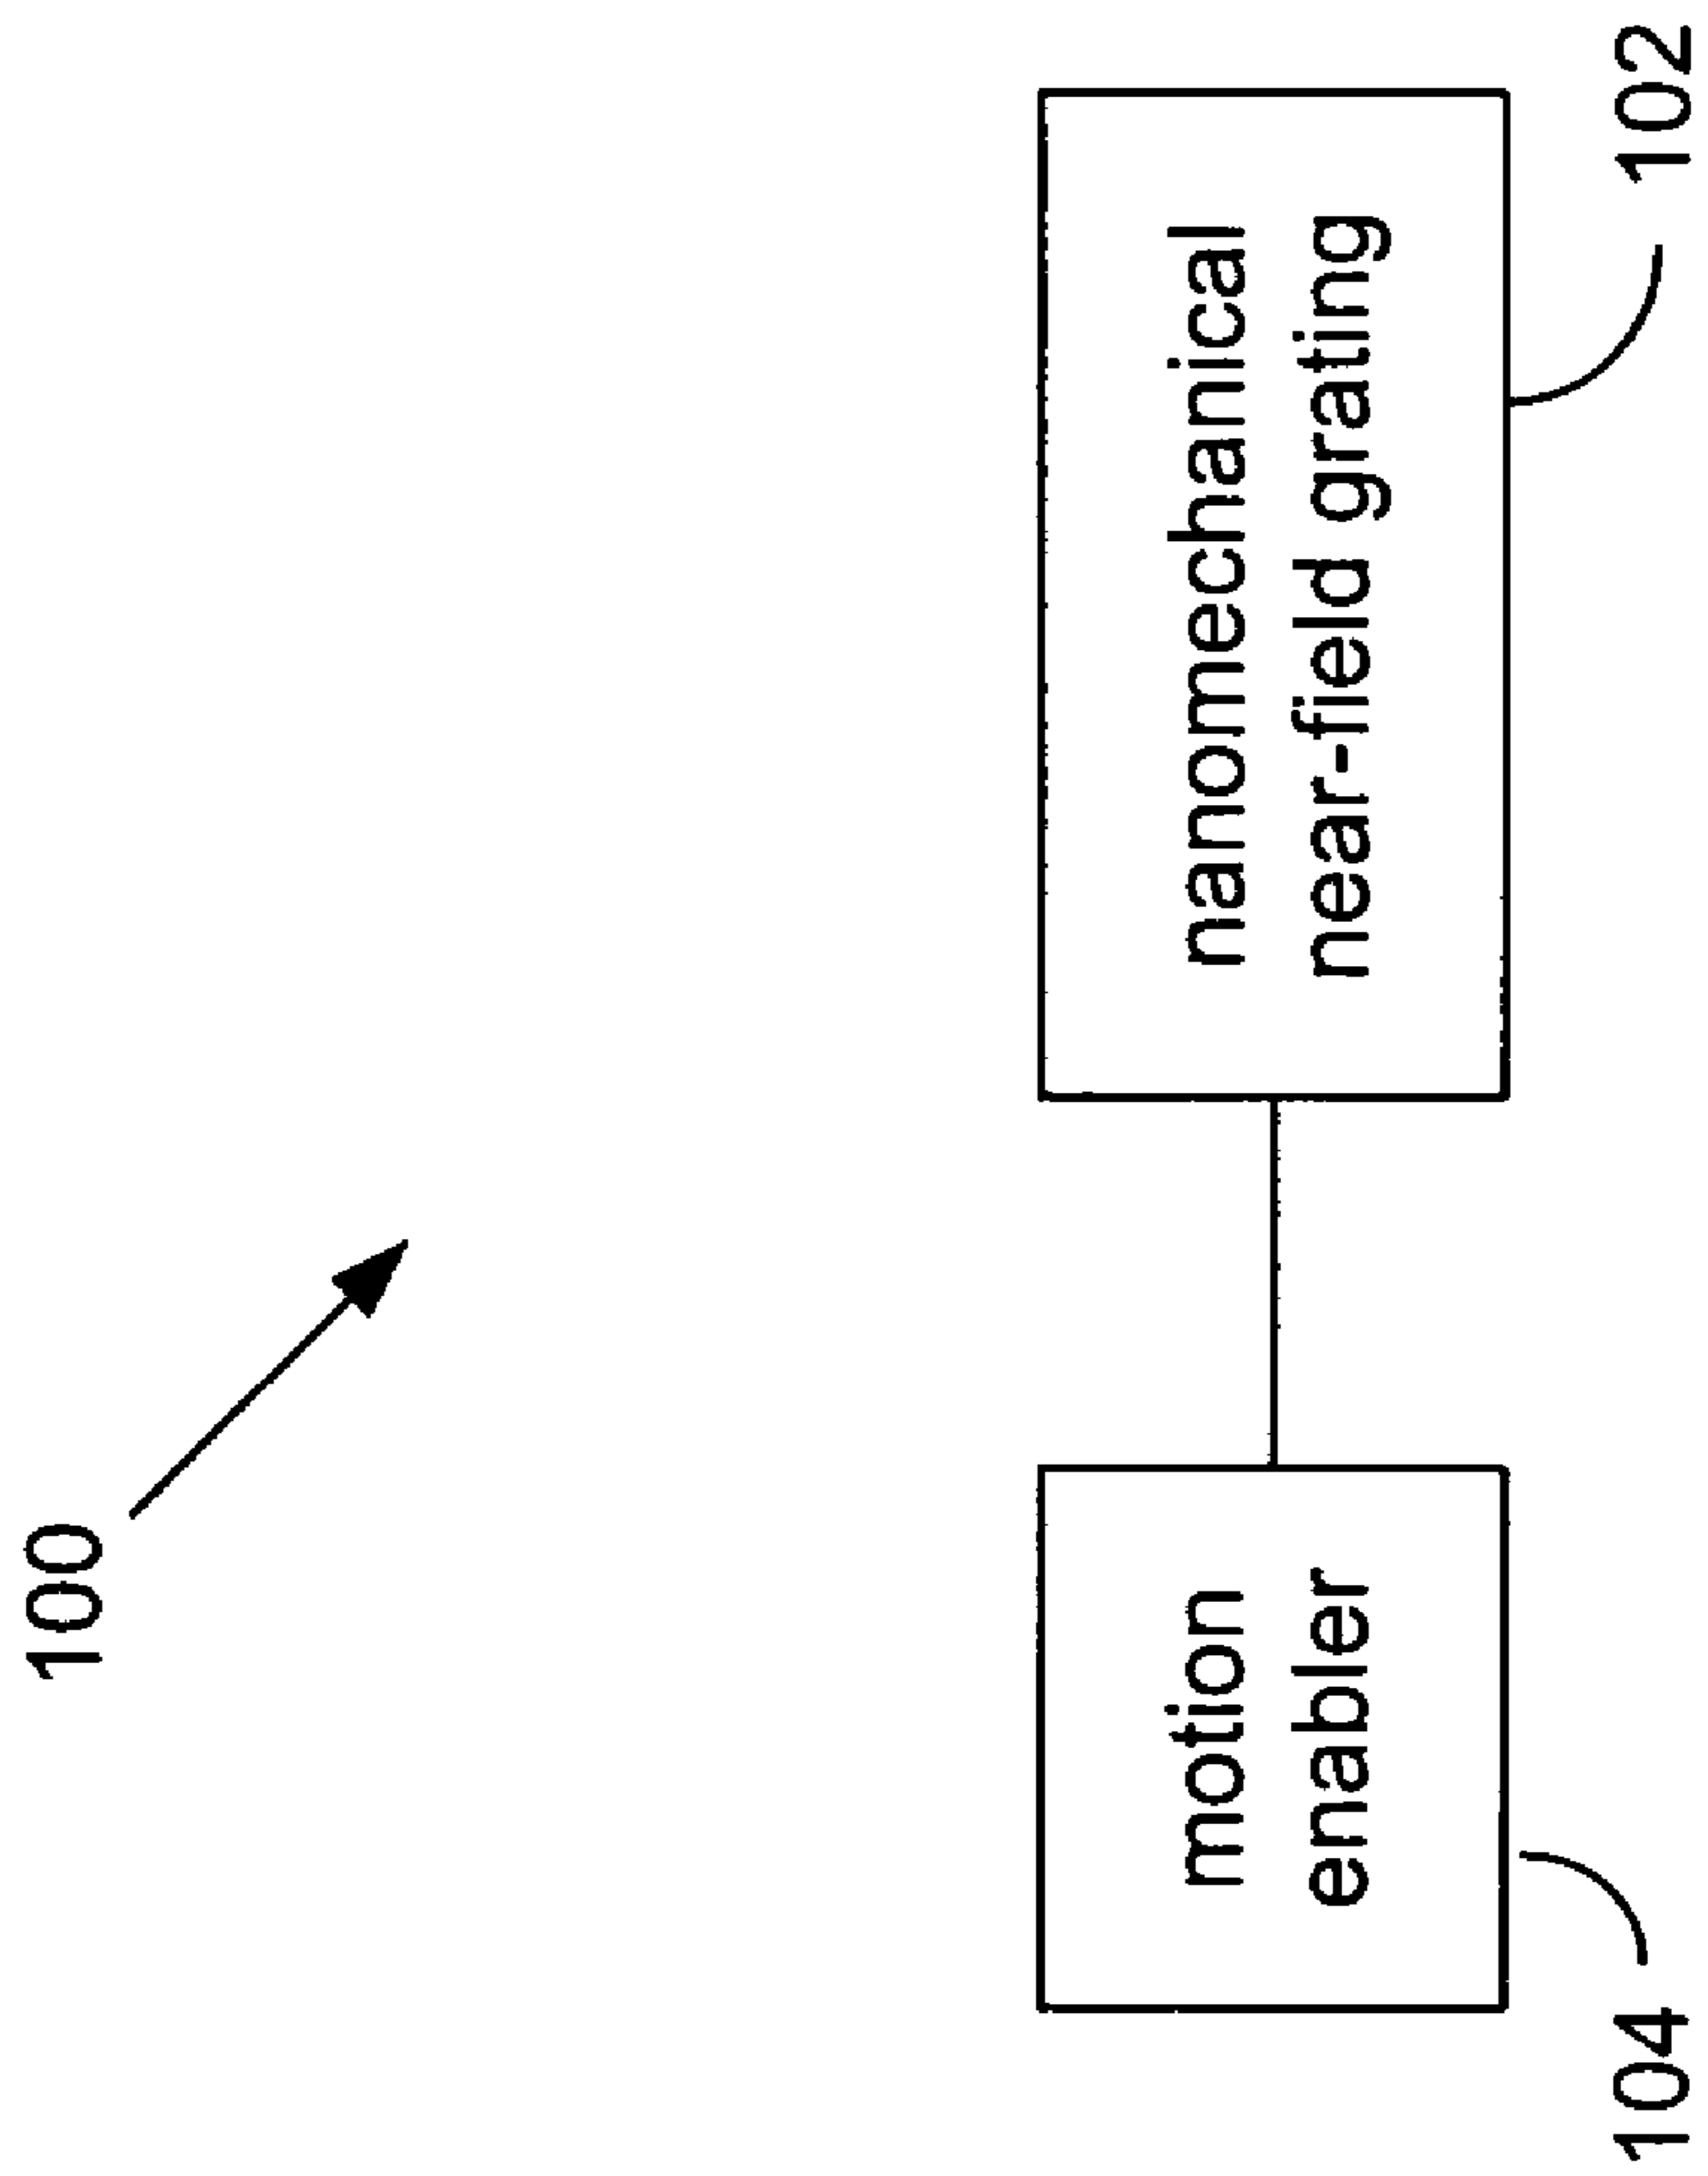 100
motion
enabler
nanomechanical
near-field grating
104
102